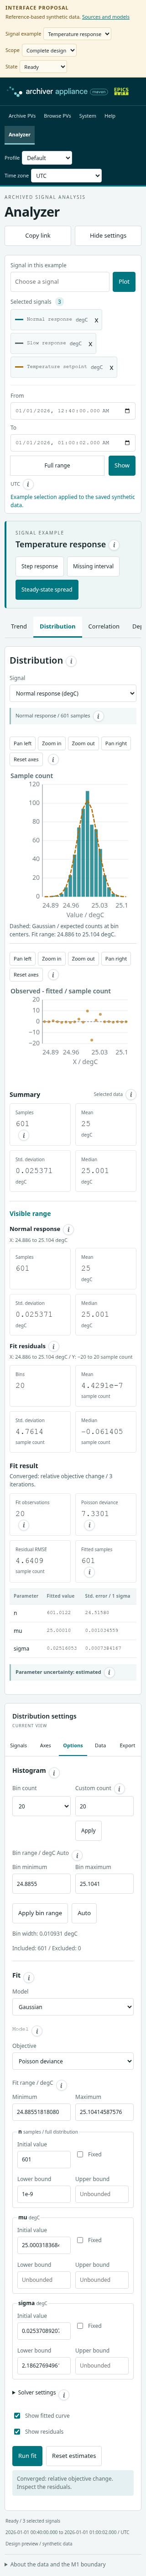 INTERFACE PROPOSAL
Reference-based synthetic data. Sources and models
Signal example Temperature response
Scope Complete design
State Ready
archiver appliance EPICS
Archive PVs Browse PVs System Help
Analyzer
Profile Default
Time zone UTC
ARCHIVED SIGNAL ANALYSIS
Analyzer
Copy link Hide settings
Signal in this example
Choose a signal Plot
Selected signals 3
Normal response degC x
Slow response degC x
Temperature setpoint degC x
From
01/01/2026, 12:40:00.000 AM
To
01/01/2026, 01:00:02.000 AM
Full range Show
UTC i
Example selection applied to the saved synthetic data.
SIGNAL EXAMPLE
Temperature response i
Step response Missing interval
Steady-state spread
Trend Distribution Correlation
Distribution i
Signal
Normal response (degC)
Normal response / 601 samples i
Pan left Zoom in Zoom out Pan right
Reset axes i
Sample count
120
100
80
60
40
20
0
24.89 24.96 25.03 25.1
Value / degC
Dashed: Gaussian / expected counts at bin centers. Fit range: 24.886 to 25.104 degC.
Pan left Zoom in Zoom out Pan right
Reset axes i
Observed - fitted / sample count
20
10
0
−10
−20
24.89 24.96 25.03 25.1
X / degC
Summary Selected data i
Samples
601
i
Mean
25
degC
Std. deviation
0.025371
degC
Median
25.001
degC
Visible range
Normal response i
X: 24.886 to 25.104 degC
Samples
601
Mean
25
degC
Std. deviation
0.025371
degC
Median
25.001
degC
Fit residuals i
X: 24.886 to 25.104 degC / Y: −20 to 20 sample count
Bins
20
Mean
4.4291e-7
sample count
Std. deviation
4.7614
sample count
Median
-0.061405
sample count
Fit result
Converged: relative objective change / 3 iterations.
Fit observations
20
i
Poisson deviance
7.3301
i
Residual RMSE
4.6409
sample count
Fitted samples
601
i
Parameter Fitted value Std. error / 1 sigma
n 601.0122
mu 25.00010
sigma
Parameter uncertainty: estimated i
Distribution settings
CURRENT VIEW
Signals Axes Options Data Export
Histogram i
Bin count Custom count i
20 20
Apply
Bin range / degC Auto i
Bin minimum Bin maximum
24.8855 25.1041
Apply bin range Auto
Bin width: 0.010931 degC
Included: 601 / Excluded: 0
Fit i
Model
Gaussian
Model i
Objective
Poisson deviance
Fit range / degC i
Minimum Maximum
24.88551818080 25.10414587576
n samples / full distribution
Initial value
601 Fixed
Lower bound Upper bound
1e-9 Unbounded
mu degC
Initial value
25.000318368 Fixed
Lower bound Upper bound
Unbounded Unbounded
sigma degC
Initial value
0.0253708920 Fixed
Lower bound Upper bound
2.1862769496 Unbounded
Solver settings i
Show fitted curve
Show residuals
Run fit Reset estimates
Converged: relative objective change. Inspect the residuals.
Ready / 3 selected signals
2026-01-01 00:40:00.000 to 2026-01-01 01:00:02.000 / UTC
Design preview / synthetic data
About the data and the M1 boundary